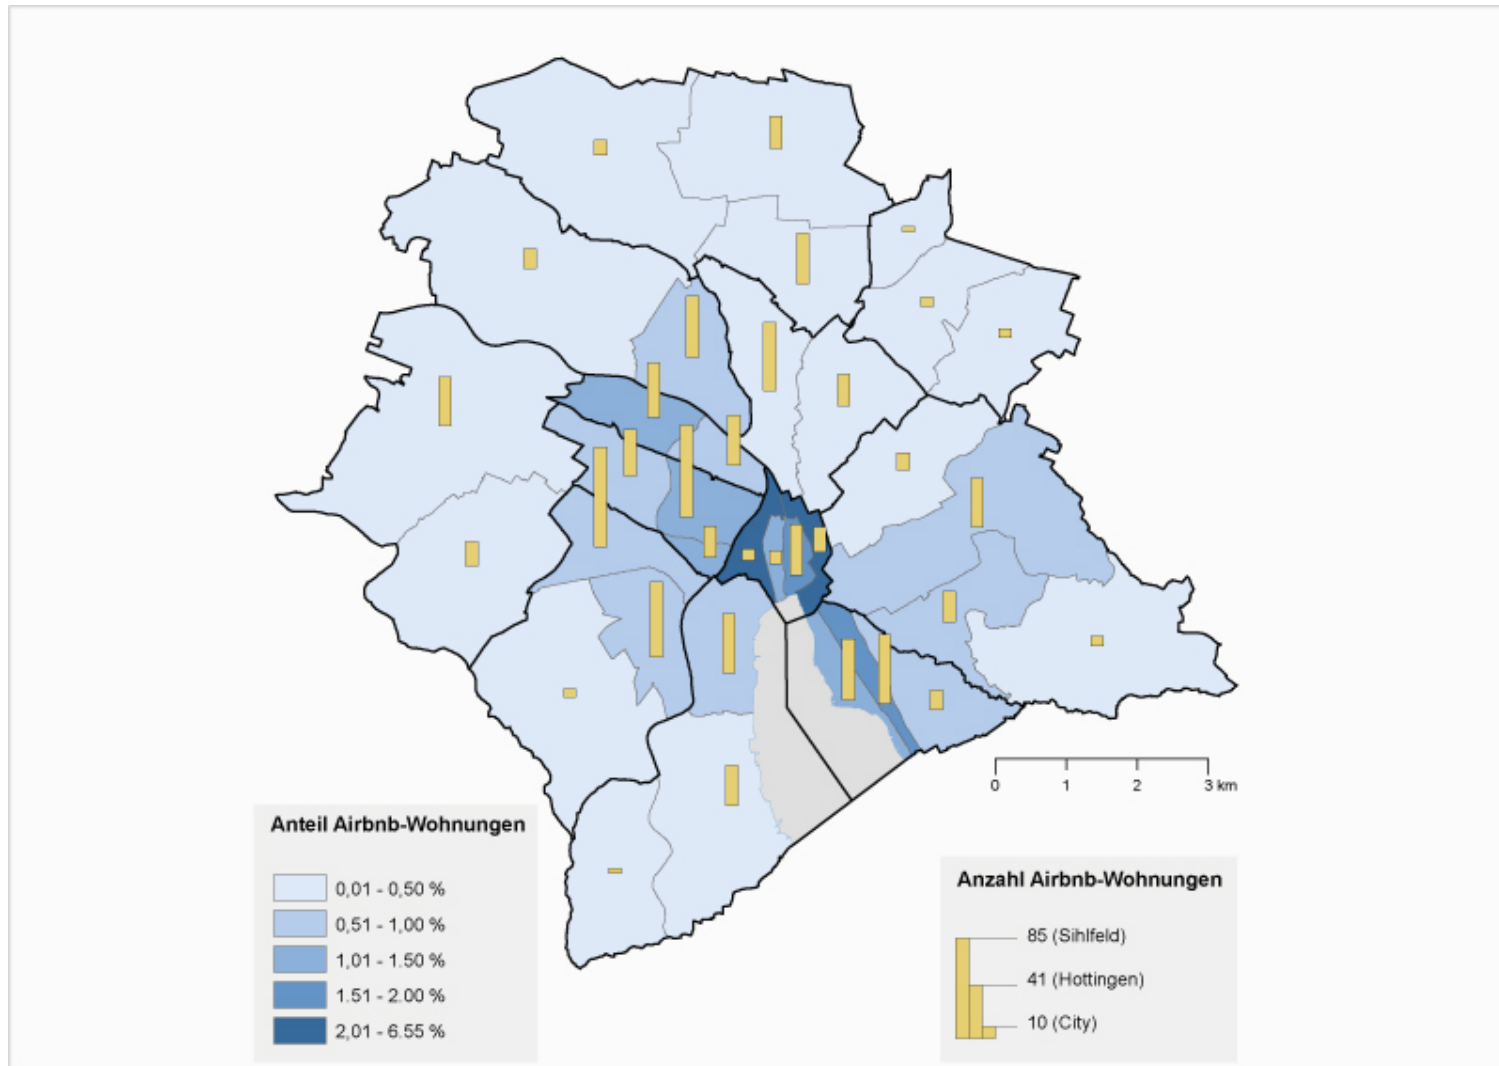 0 1 2 3 km
Anteil Airbnb-Wohnungen
0,01 - 0,50 %
0,51 - 1,00 %
1,01 - 1.50 %
1.51 - 2.00 %
2,01 - 6.55 %
Anzahl Airbnb-Wohnungen
85 (Sihlfeld)
41 (Hottingen)
10 (City)